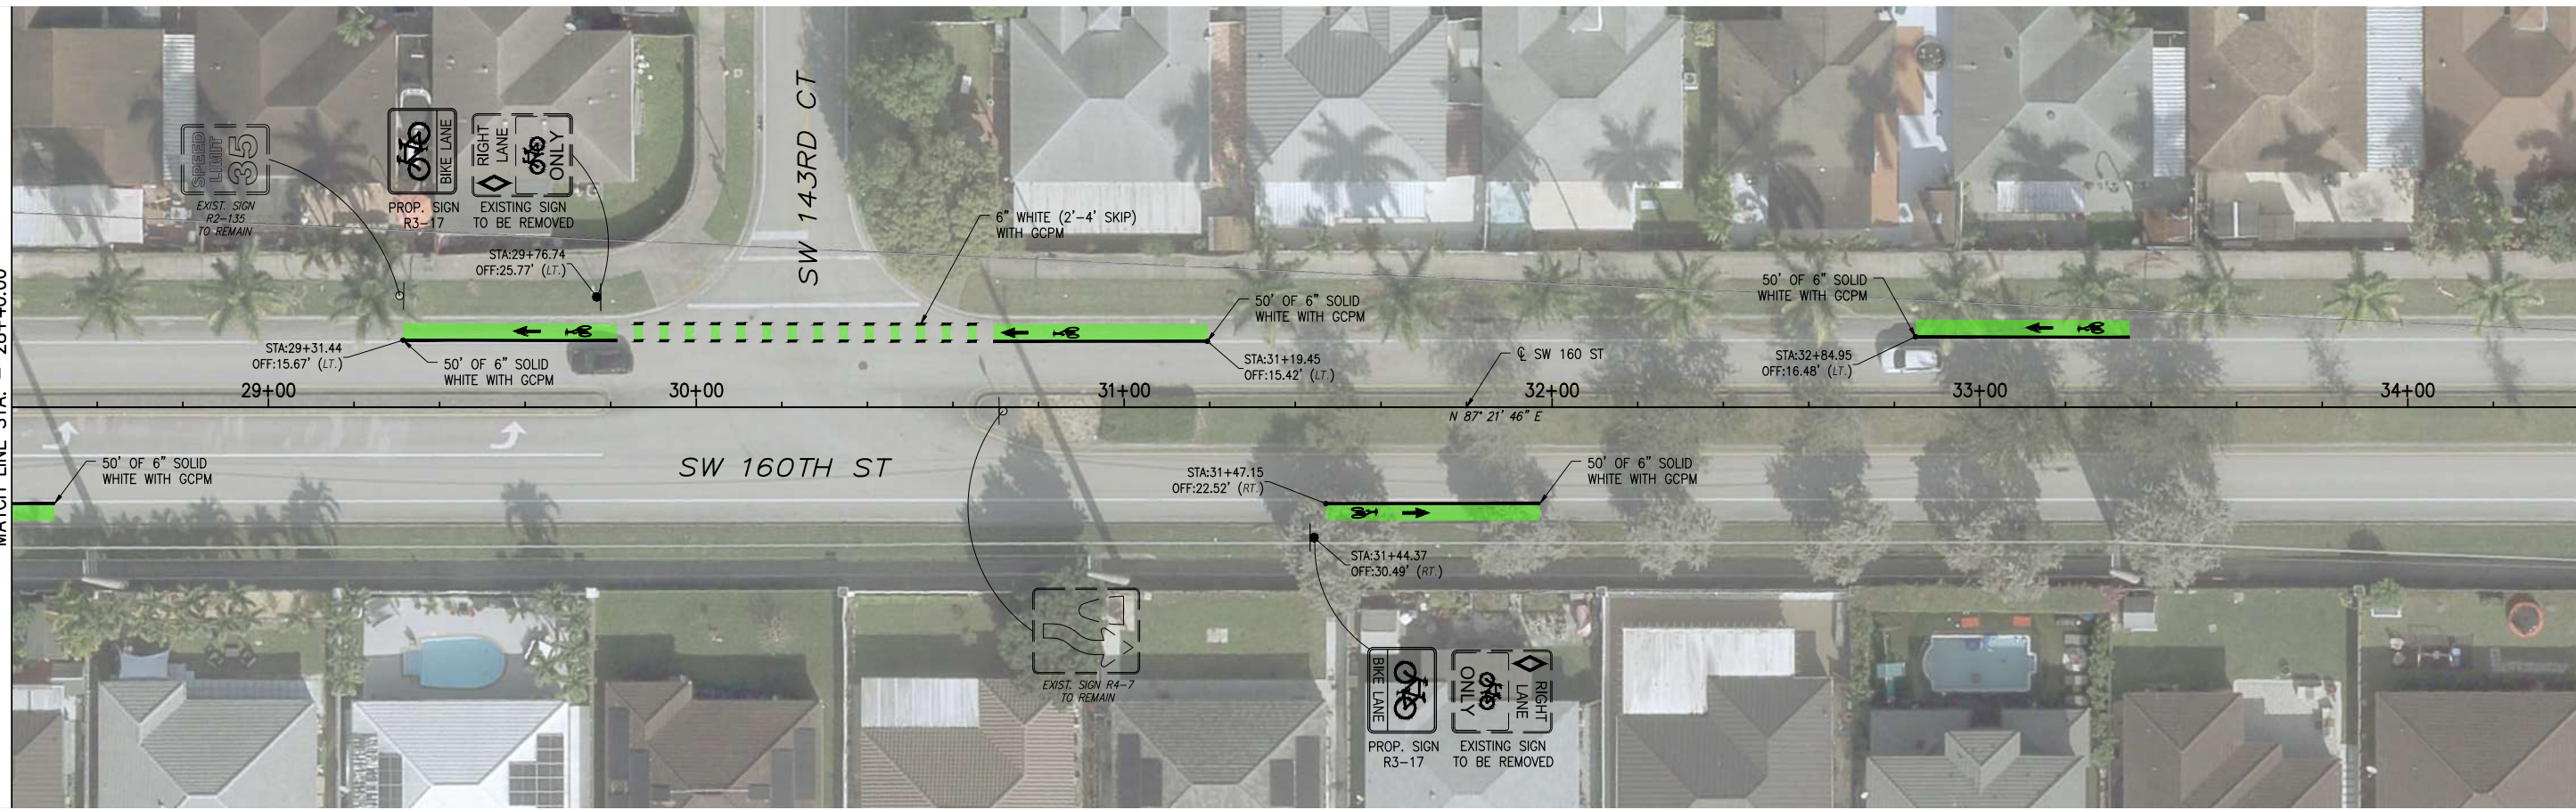 MATCH LINE STA. = 28+40.00
SPEED
LIMIT
35
EXIST. SIGN
R2-135
TO REMAIN
BIKE LANE
PROP. SIGN
R3-17
RIGHT
LANE
ONLY
EXISTING SIGN
TO BE REMOVED
STA:29+76.74
OFF:25.77' (LT.)
SW 143RD CT
6" WHITE (2'-4' SKIP)
WITH GCPM
50' OF 6" SOLID
WHITE WITH GCPM
50' OF 6" SOLID
WHITE WITH GCPM
STA:29+31.44
OFF:15.67' (LT.)
50' OF 6" SOLID
WHITE WITH GCPM
STA:31+19.45
OFF:15.42' (LT.)
℄ SW 160 ST
STA:32+84.95
OFF:16.48' (LT.)
29+00
30+00
31+00
32+00
33+00
34+00
N 87° 21' 46" E
50' OF 6" SOLID
WHITE WITH GCPM
SW 160TH ST
STA:31+47.15
OFF:22.52' (RT.)
50' OF 6" SOLID
WHITE WITH GCPM
STA:31+44.37
OFF:30.49' (RT.)
EXIST. SIGN R4-7
TO REMAIN
BIKE LANE
PROP. SIGN
R3-17
RIGHT
LANE
ONLY
EXISTING SIGN
TO BE REMOVED